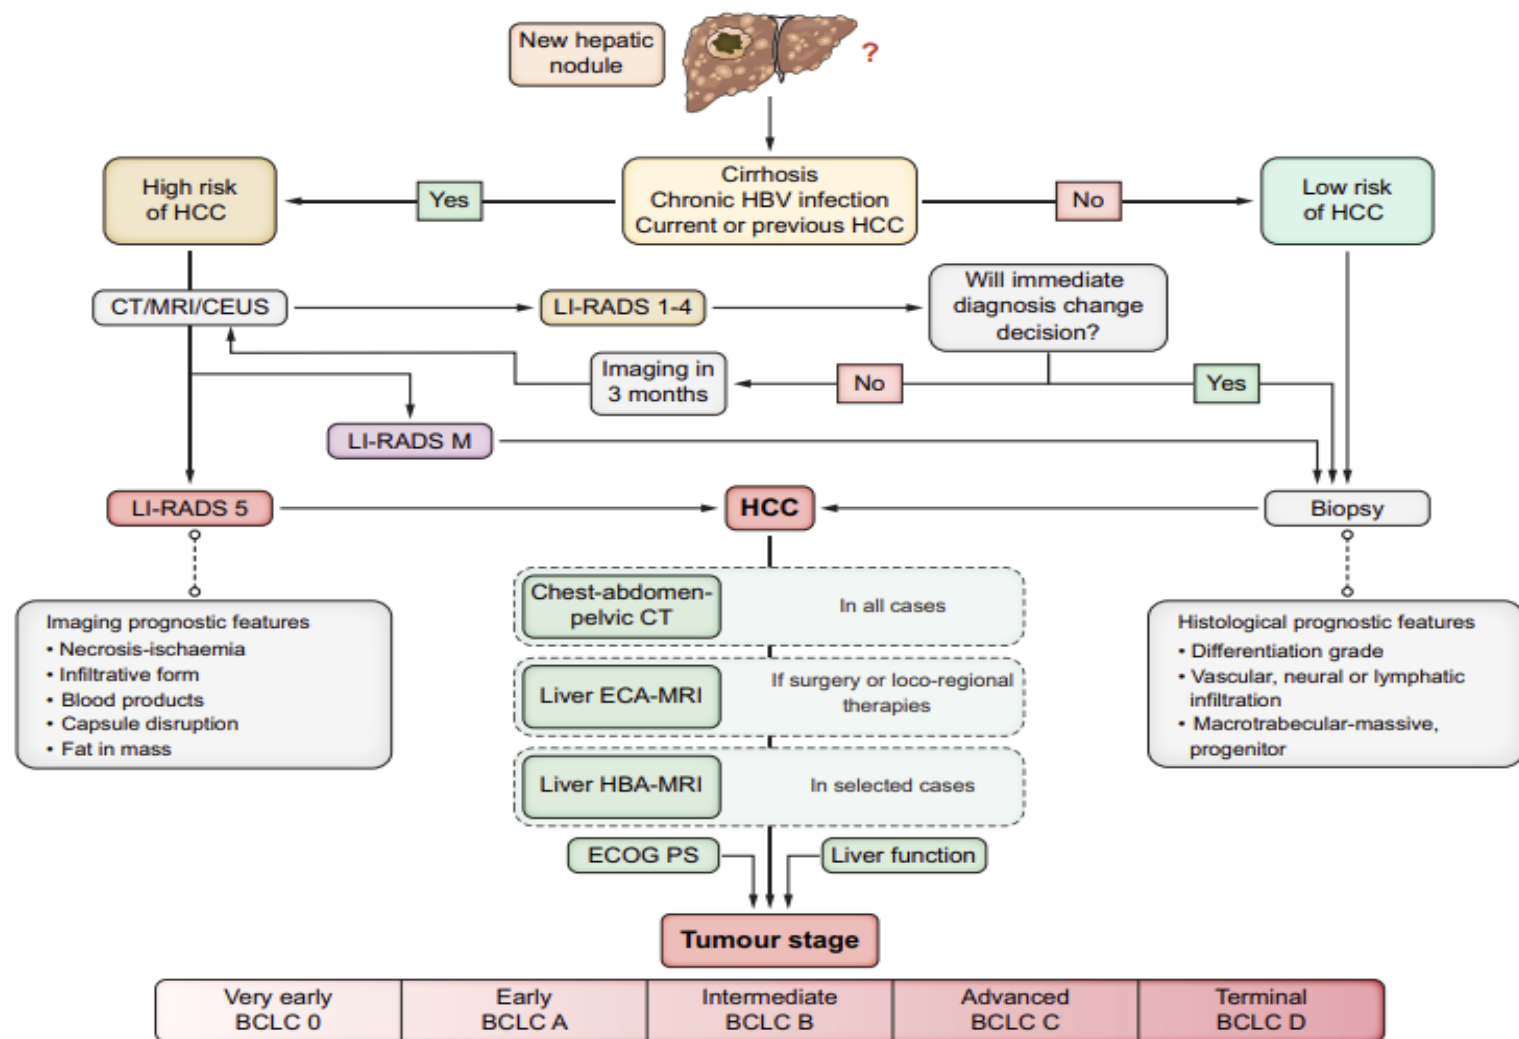 New hepatic
nodule
?
High risk
of HCC
Yes
Cirrhosis
Chronic HBV infection
Current or previous HCC
No
Low risk
of HCC
CT/MRI/CEUS
LI-RADS 1-4
Will immediate
diagnosis change
decision?
Imaging in
3 months
No
Yes
LI-RADS M
LI-RADS 5
HCC
Biopsy
Imaging prognostic features
• Necrosis-ischaemia
• Infiltrative form
• Blood products
• Capsule disruption
• Fat in mass
Chest-abdomen-
pelvic CT
In all cases
Liver ECA-MRI
If surgery or loco-regional
therapies
Liver HBA-MRI
In selected cases
Histological prognostic features
• Differentiation grade
• Vascular, neural or lymphatic
infiltration
• Macrotrabecular-massive,
progenitor
ECOG PS
Liver function
Tumour stage
Very early
BCLC 0
Early
BCLC A
Intermediate
BCLC B
Advanced
BCLC C
Terminal
BCLC D